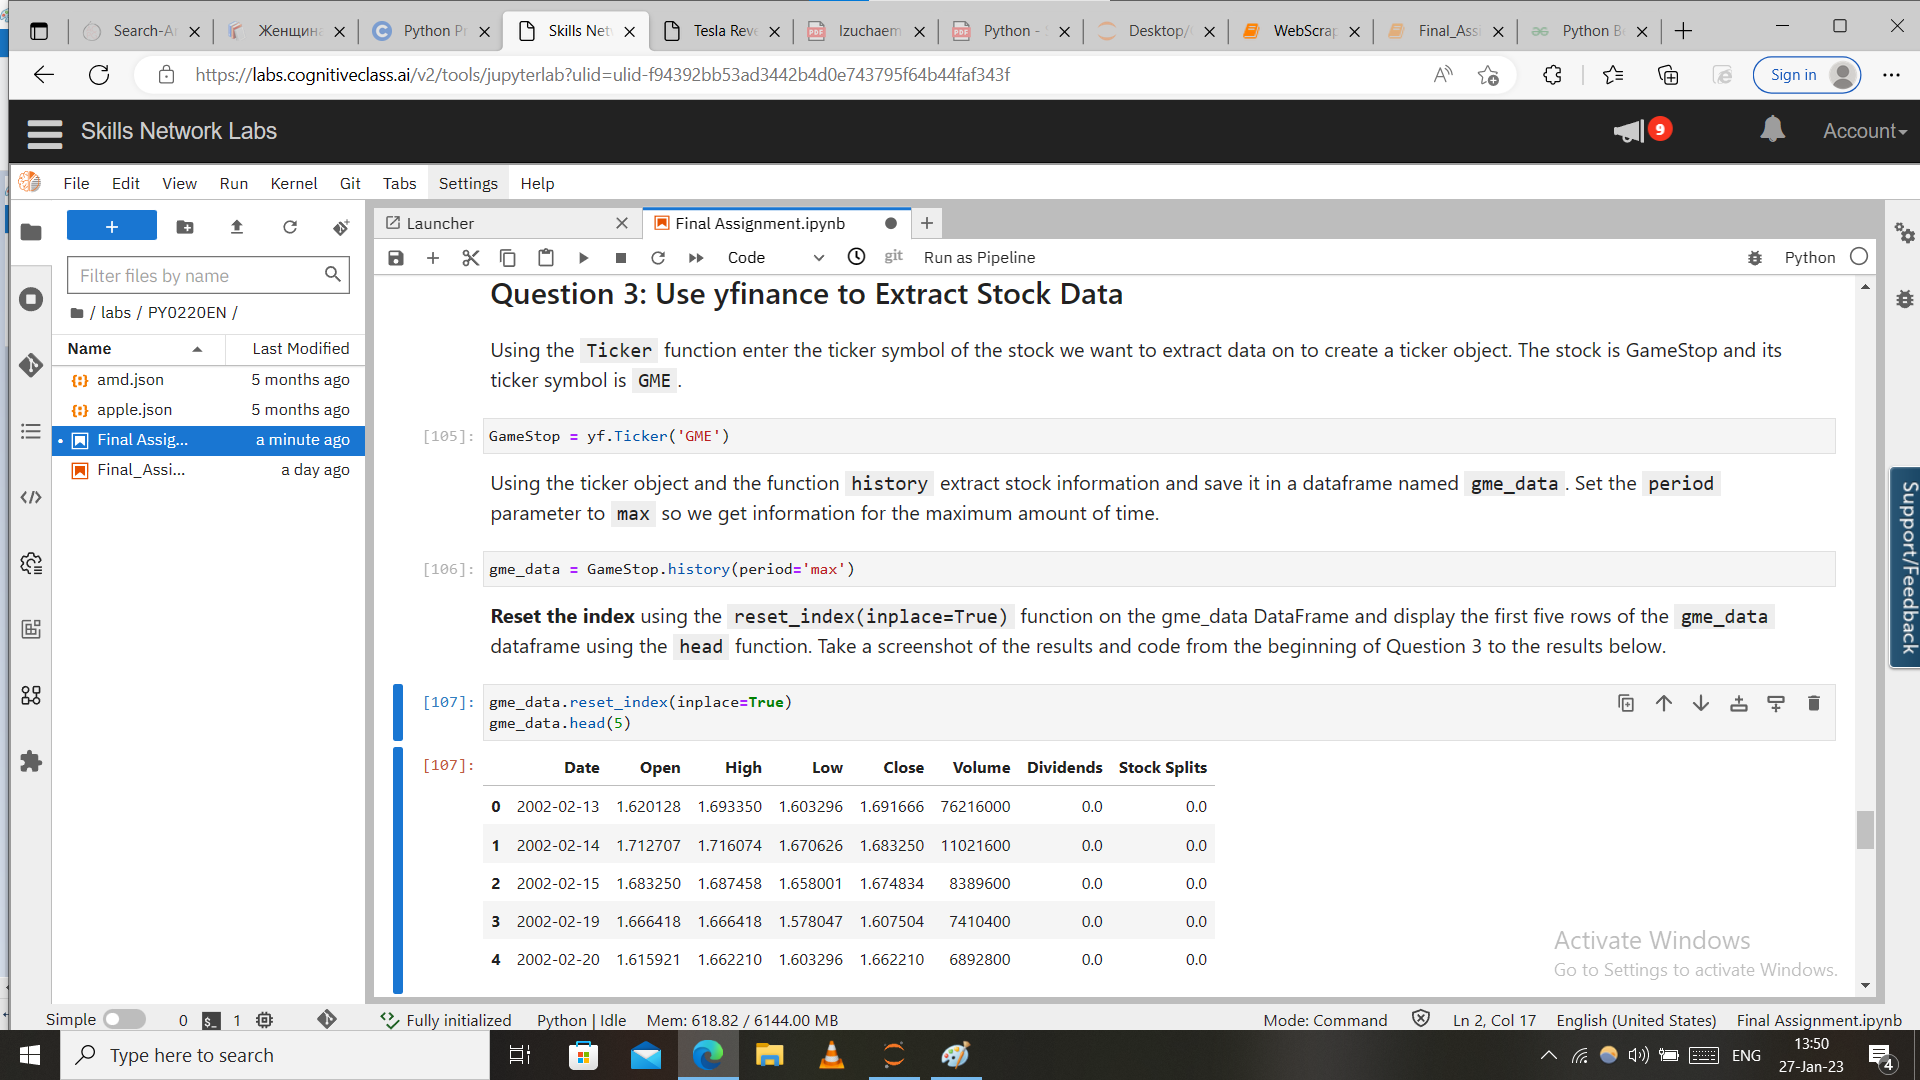 Search-A
Женщин
Python P
Skills Net
Tesla Reve
Izuchaem
Python -
Desktop/
WebScrap
Final_Assi
Python B
https://labs.cognitiveclass.ai/v2/tools/jupyterlab?ulid=ulid-f94392bb53ad3442b4d0e743795f64b44faf343f
Sign in
Skills Network Labs
9
Account
File Edit View Run Kernel Git Tabs Settings Help
Launcher
Final Assignment.ipynb
Code
git
Run as Pipeline
Python
Filter files by name
/ labs / PY0220EN /
Name Last Modified
amd.json 5 months ago
apple.json 5 months ago
Final Assig... a minute ago
Final_Assi... a day ago
Question 3: Use yfinance to Extract Stock Data
Using the Ticker function enter the ticker symbol of the stock we want to extract data on to create a ticker object. The stock is GameStop and its
ticker symbol is GME .
[105]: GameStop = yf.Ticker('GME')
Using the ticker object and the function history extract stock information and save it in a dataframe named gme_data . Set the period
parameter to max so we get information for the maximum amount of time.
[106]: gme_data = GameStop.history(period='max')
Reset the index using the reset_index(inplace=True) function on the gme_data DataFrame and display the first five rows of the gme_data
dataframe using the head function. Take a screenshot of the results and code from the beginning of Question 3 to the results below.
[107]: gme_data.reset_index(inplace=True)
gme_data.head(5)
[107]: Date Open High Low Close Volume Dividends Stock Splits
0 2002-02-13 1.620128 1.693350 1.603296 1.691666 76216000 0.0 0.0
1 2002-02-14 1.712707 1.716074 1.670626 1.683250 11021600 0.0 0.0
2 2002-02-15 1.683250 1.687458 1.658001 1.674834 8389600 0.0 0.0
3 2002-02-19 1.666418 1.666418 1.578047 1.607504 7410400 0.0 0.0
4 2002-02-20 1.615921 1.662210 1.603296 1.662210 6892800 0.0 0.0
Support/Feedback
Activate Windows
Go to Settings to activate Windows.
Simple 0 1 Fully initialized Python | Idle Mem: 618.82 / 6144.00 MB Mode: Command Ln 2, Col 17 English (United States) Final Assignment.ipynb
Type here to search
ENG
13:50
27-Jan-23
4